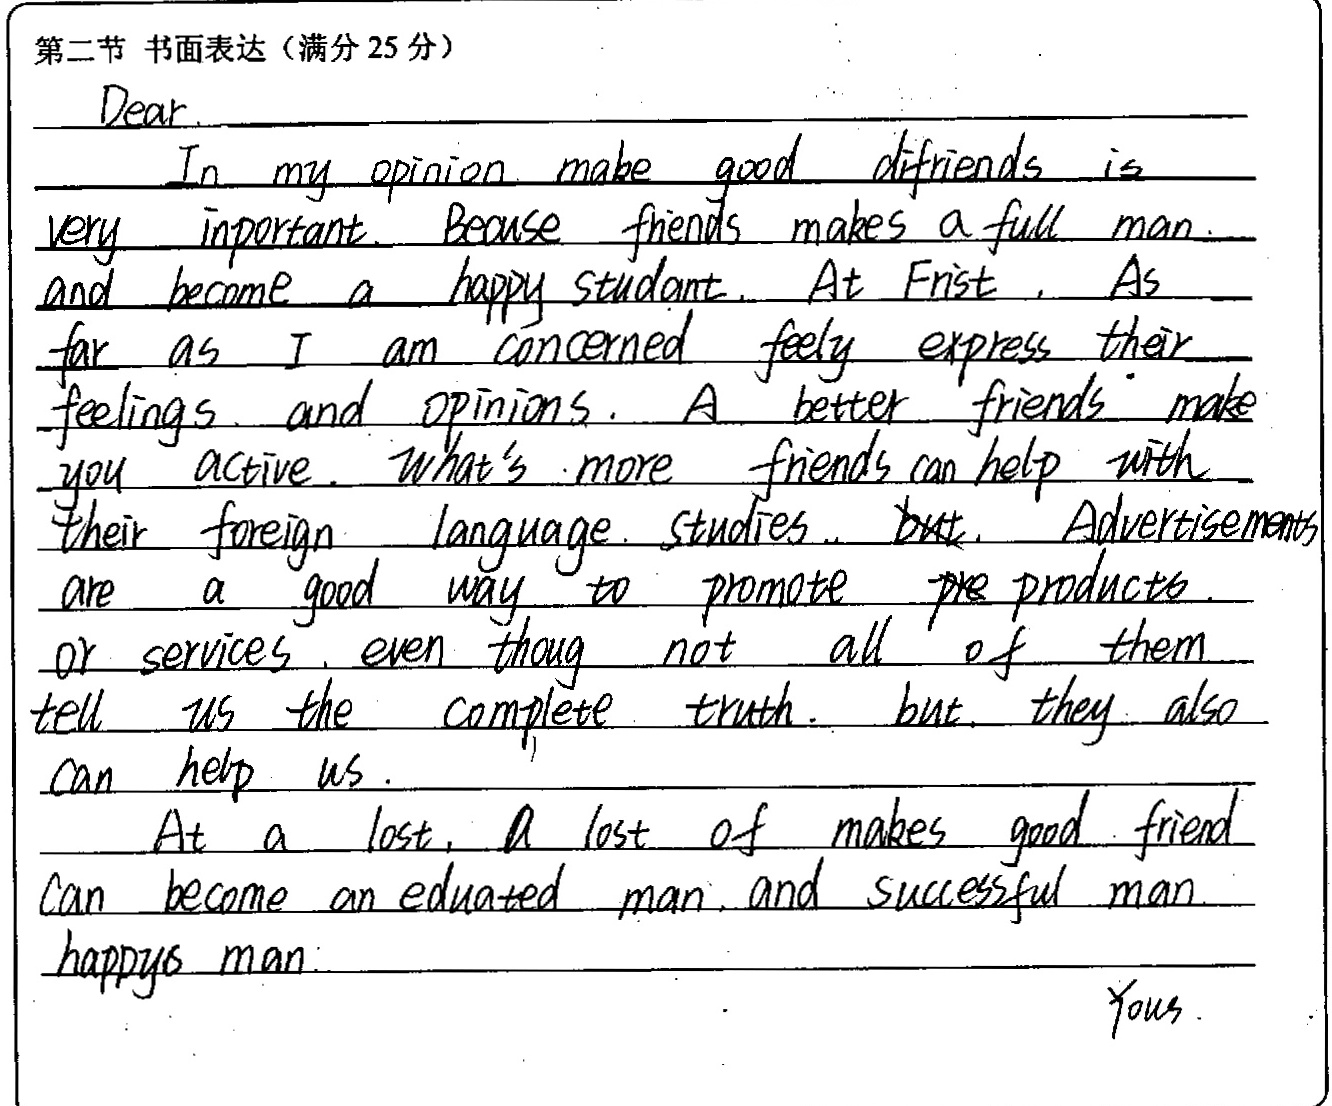 第二节 书面表达（满分 25 分）
Dear.
In my opinion make good difriends is
very inportant. Beause friends makes a full man.
and become a happy studant. At Frist. As
far as I am concerned feely express their
feelings and opinions. A better friends make
you active. what's more friends can help with
their foreign language studies. but. Advertisements
are a good way to promote pre products.
or services. even thoug not all of them
tell us the complete truth. but. they also
can help us.
At a lost, A lost of makes good friend
can become an eduated man. and successful man.
happys man.
Yous.